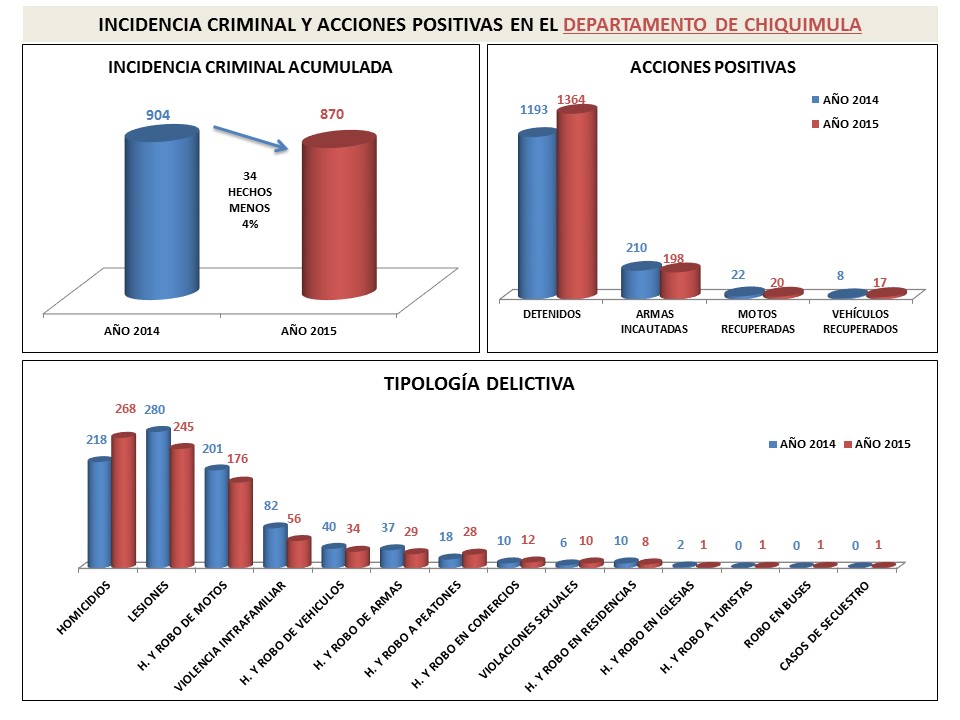 INCIDENCIA CRIMINAL Y ACCIONES POSITIVAS EN EL DEPARTAMENTO DE CHIQUIMULA
INCIDENCIA CRIMINAL ACUMULADA
904
870
34
HECHOS
MENOS
4%
AÑO 2014
AÑO 2015
ACCIONES POSITIVAS
1193
1364
AÑO 2014
AÑO 2015
210
198
22
20
8
17
DETENIDOS
ARMAS
INCAUTADAS
MOTOS
RECUPERADAS
VEHÍCULOS
RECUPERADOS
TIPOLOGÍA DELICTIVA
AÑO 2014
AÑO 2015
218
268
280
245
201
176
82
56
40
34
37
29
18
28
10
12
6
10
10
8
2
1
0
1
0
1
0
1
HOMICIDIOS
LESIONES
H. Y ROBO DE MOTOS
VIOLENCIA INTRAFAMILIAR
H. Y ROBO DE VEHICULOS
H. Y ROBO DE ARMAS
H. Y ROBO A PEATONES
H. Y ROBO EN COMERCIOS
VIOLACIONES SEXUALES
H. Y ROBO EN RESIDENCIAS
H. Y ROBO EN IGLESIAS
H. Y ROBO A TURISTAS
ROBO EN BUSES
CASOS DE SECUESTRO